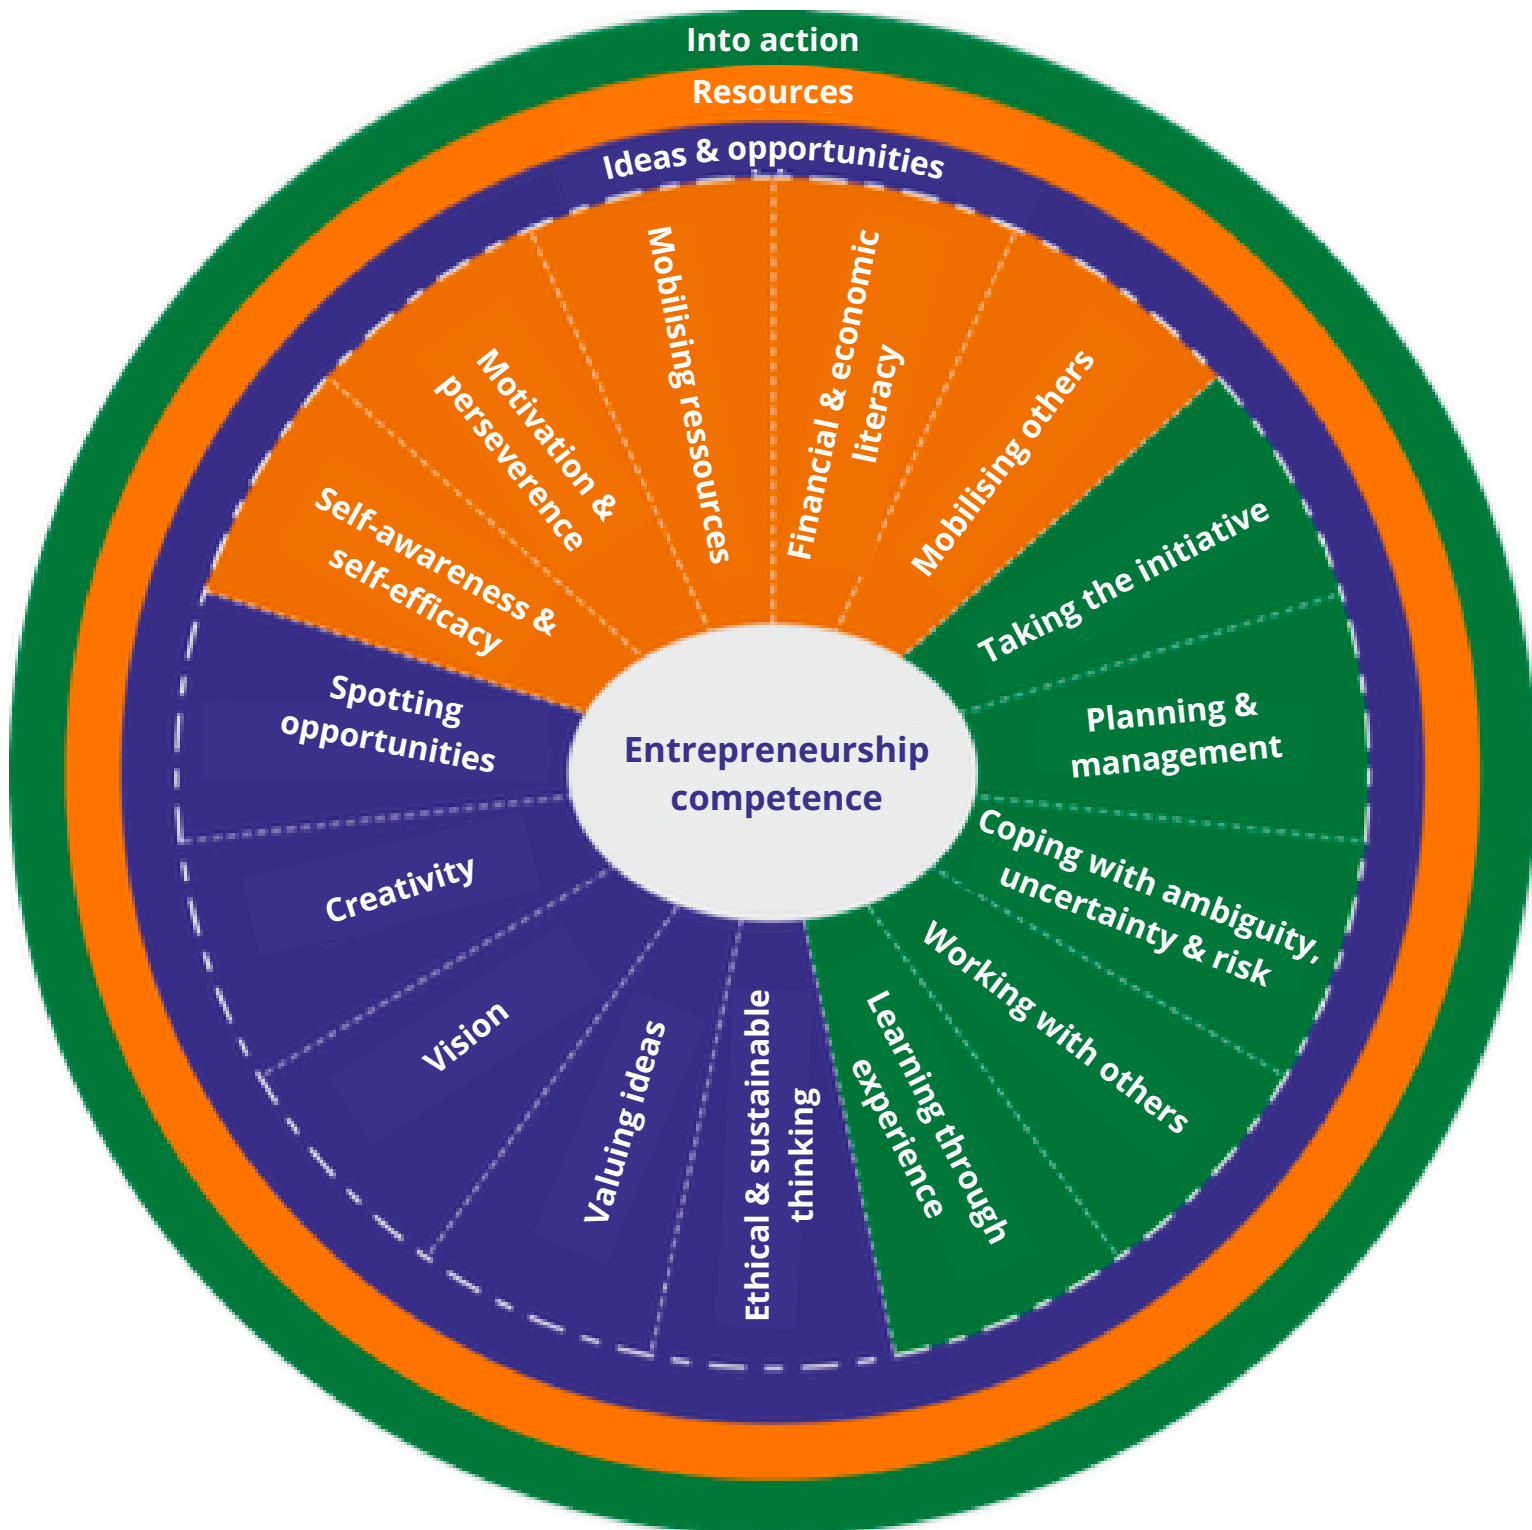 Into action
Resources
Ideas & opportunities
Mobilising ressources
Financial & economic
literacy
Mobilising others
Taking the initiative
Planning &
management
Coping with ambiguity,
uncertainty & risk
Working with others
Learning through
experience
Ethical & sustainable
thinking
Valuing ideas
Vision
Creativity
Spotting
opportunities
Self-awareness &
self-efficacy
Motivation &
perseverence
Entrepreneurship
competence